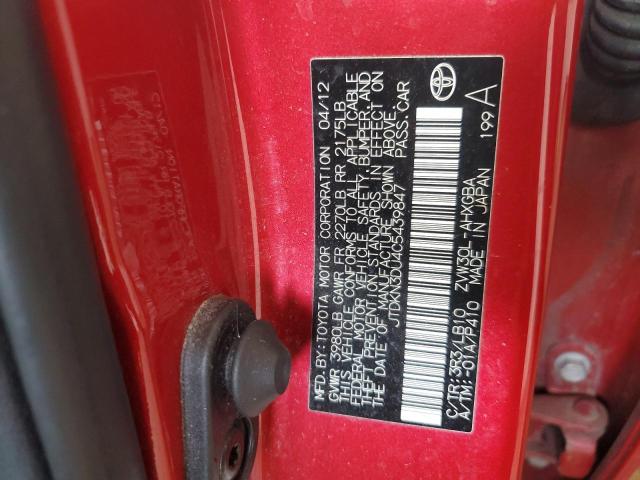 MFD.BY:TOYOTA MOTOR CORPORATION 04/12
GVWR 3980LB GAWR FR 2270LB RR 2175LB
THIS VEHICLE CONFORMS TO ALL APPLICABLE
FEDERAL MOTOR VEHICLE SAFETY,BUMPER,AND
THEFT PREVENTION STANDARDS IN EFFECT ON
THE DATE OF MANUFACTURE SHOWN ABOVE.
JTDKN3DU4C5439847 PASS.CAR
C/TR:3R3/LB10 ZVW30L-AHXGBA
A/TM:-01A/P410 MADE IN JAPAN 199 A